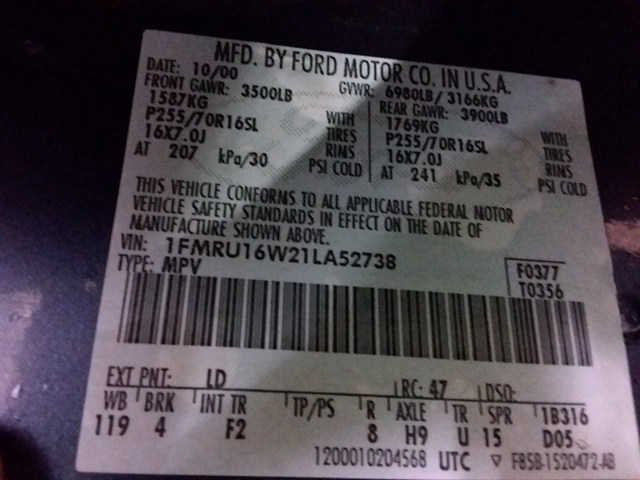 MFD. BY FORD MOTOR CO. IN U.S.A.
DATE: 10/00 GVWR: 6980LB/ 3166KG
FRONT GAWR: 3500LB REAR GAWR: 3900LB
1587KG WITH 1769KG WITH
P255/70R16SL TIRES P255/70R16SL TIRES
16X7.0J RIMS 16X7.0J RIMS
AT 207 kPa/30 PSI COLD AT 241 kPa/35 PSI COLD
THIS VEHICLE CONFORMS TO ALL APPLICABLE FEDERAL MOTOR
VEHICLE SAFETY STANDARDS IN EFFECT ON THE DATE OF
MANUFACTURE SHOWN ABOVE.
VIN: 1FMRU16W21LA52738
TYPE: MPV F0377
T0356
EXT PNT: LD RC: 47 DSO:
WB BRK INT TR TP/PS R AXLE TR SPR 1B316
119 4 F2 8 H9 U 15 D05
1200010204568 UTC ▽ F85B-1520472-AB